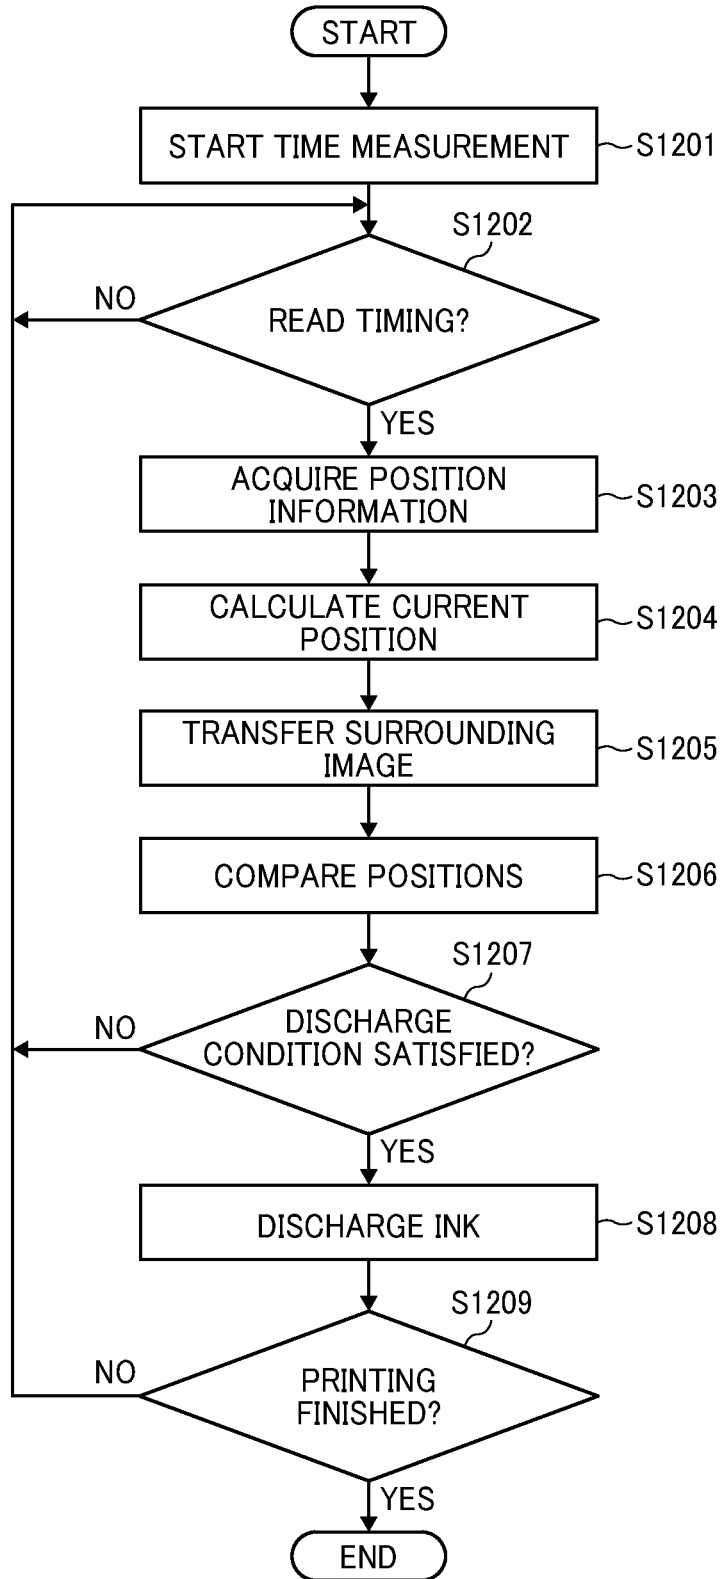 START
START TIME MEASUREMENT
S1201
S1202
READ TIMING?
NO
YES
ACQUIRE POSITION
INFORMATION
S1203
CALCULATE CURRENT
POSITION
S1204
TRANSFER SURROUNDING
IMAGE
S1205
COMPARE POSITIONS
S1206
S1207
DISCHARGE
CONDITION SATISFIED?
NO
YES
DISCHARGE INK
S1208
S1209
PRINTING
FINISHED?
NO
YES
END